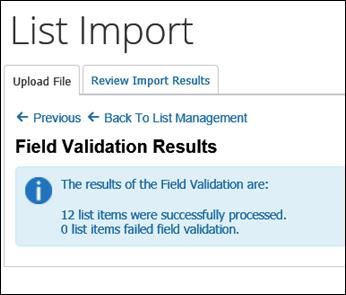 List Import
Upload File Review Import Results
Previous Back To List Management
Field Validation Results
The results of the Field Validation are:
12 list items were successfully processed.
0 list items failed field validation.